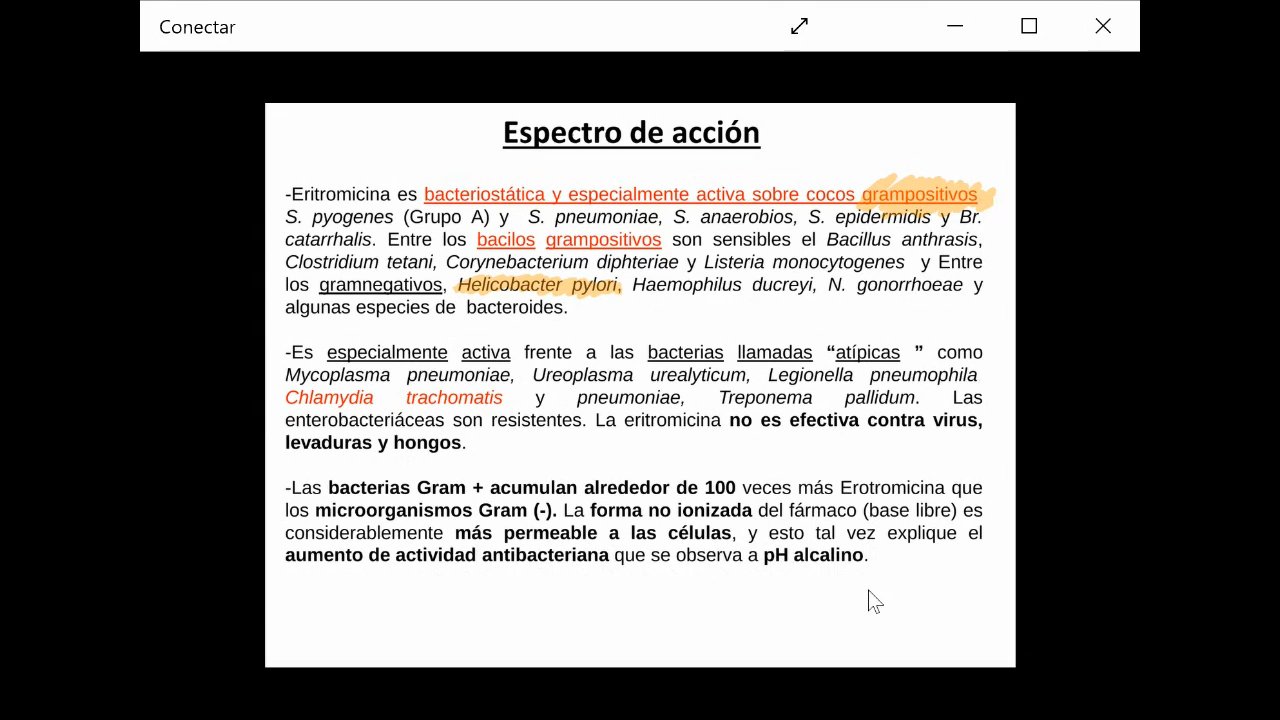 Conectar
Espectro de acción
-Eritromicina es bacteriostática y especialmente activa sobre cocos grampositivos
S. pyogenes (Grupo A) y S. pneumoniae, S. anaerobios, S. epidermidis y Br.
catarrhalis. Entre los bacilos grampositivos son sensibles el Bacillus anthrasis,
Clostridium tetani, Corynebacterium diphteriae y Listeria monocytogenes y Entre
los gramnegativos, Helicobacter pylori, Haemophilus ducreyi, N. gonorrhoeae y
algunas especies de bacteroides.
-Es especialmente activa frente a las bacterias llamadas “atípicas ” como
Mycoplasma pneumoniae, Ureoplasma urealyticum, Legionella pneumophila
Chlamydia trachomatis y pneumoniae, Treponema pallidum. Las
enterobacteriáceas son resistentes. La eritromicina no es efectiva contra virus,
levaduras y hongos.
-Las bacterias Gram + acumulan alrededor de 100 veces más Erotromicina que
los microorganismos Gram (-). La forma no ionizada del fármaco (base libre) es
considerablemente más permeable a las células, y esto tal vez explique el
aumento de actividad antibacteriana que se observa a pH alcalino.